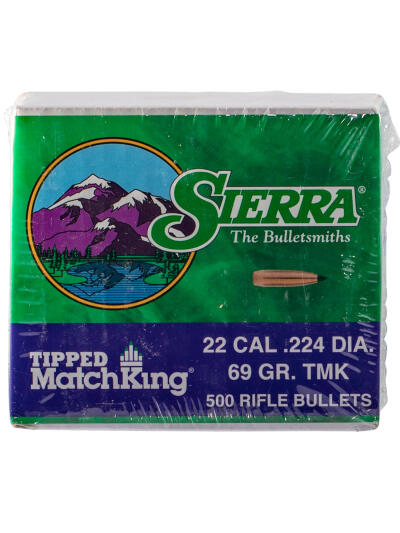 SIERRA®
The Bulletsmiths
TIPPED
MatchKing®
22 CAL .224 DIA.
69 GR. TMK
500 RIFLE BULLETS